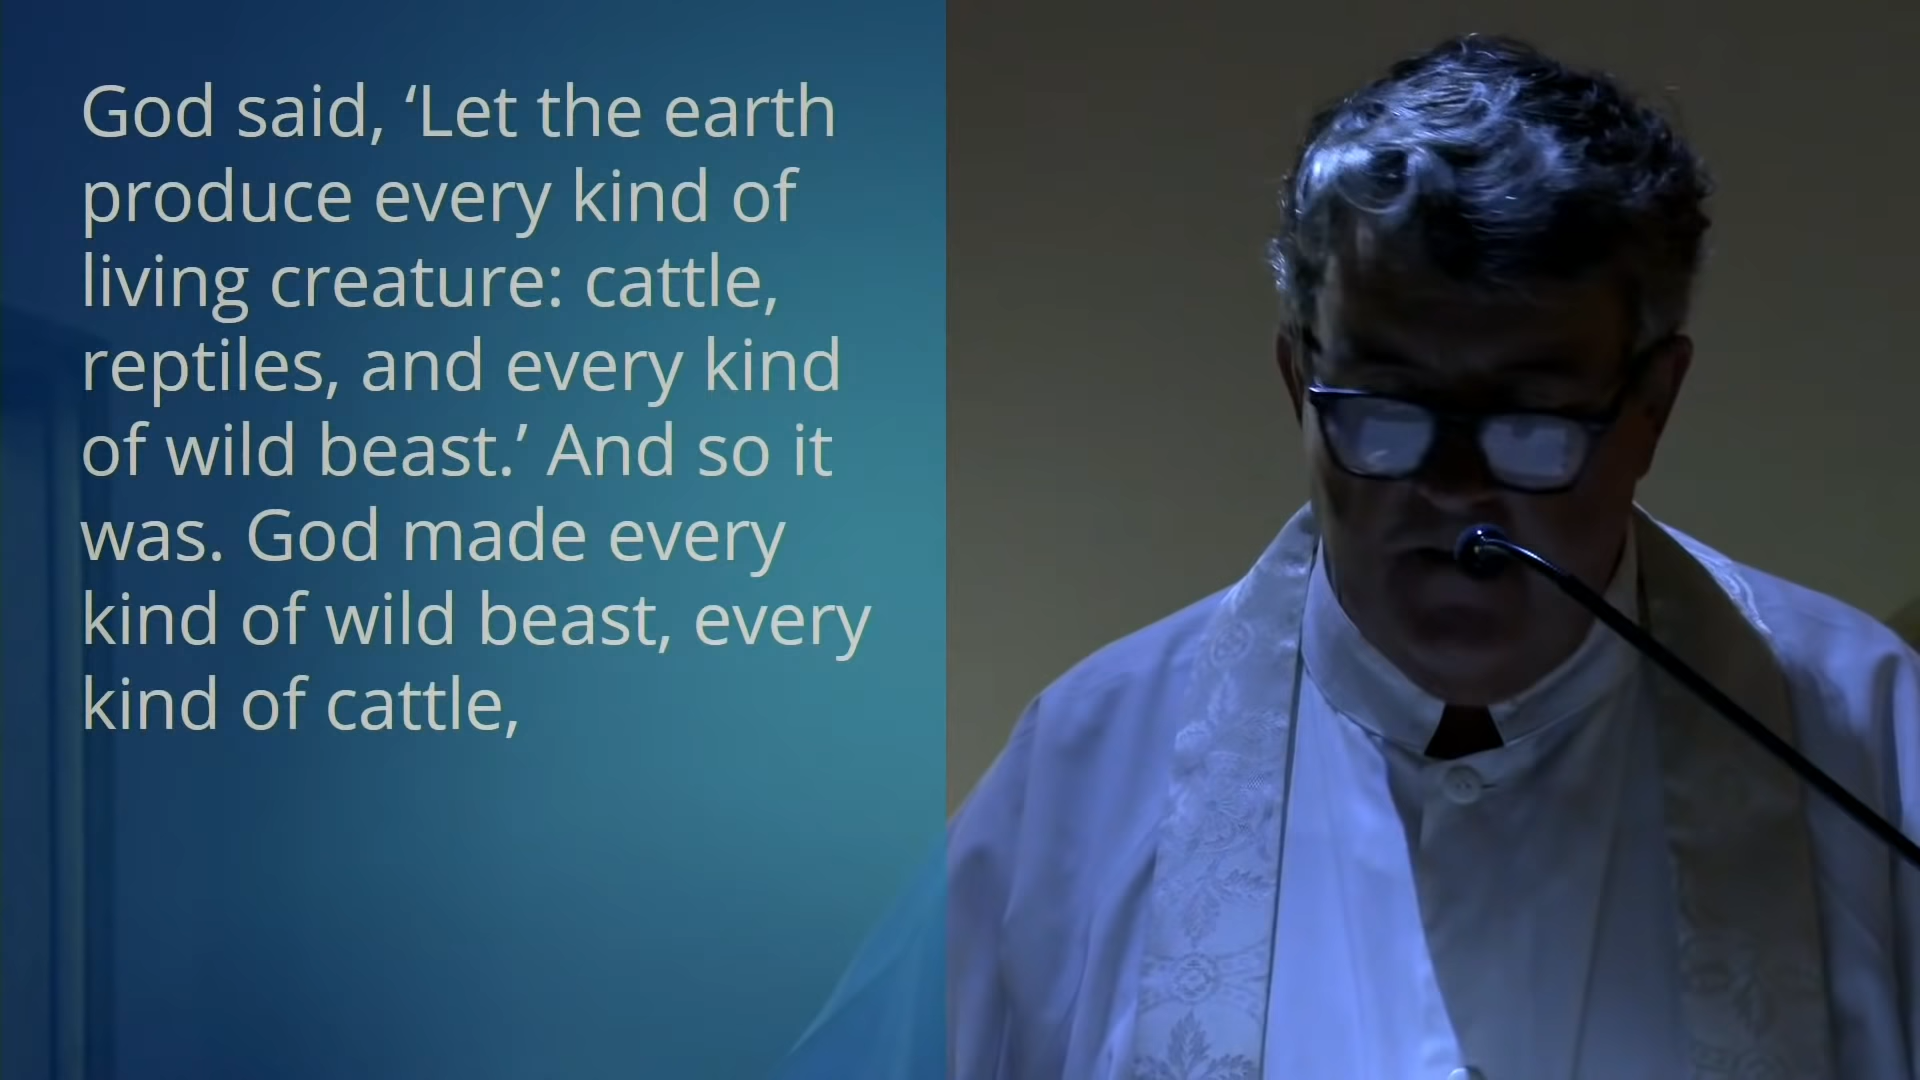 God said, ‘Let the earth
produce every kind of
living creature: cattle,
reptiles, and every kind
of wild beast.’ And so it
was. God made every
kind of wild beast, every
kind of cattle,